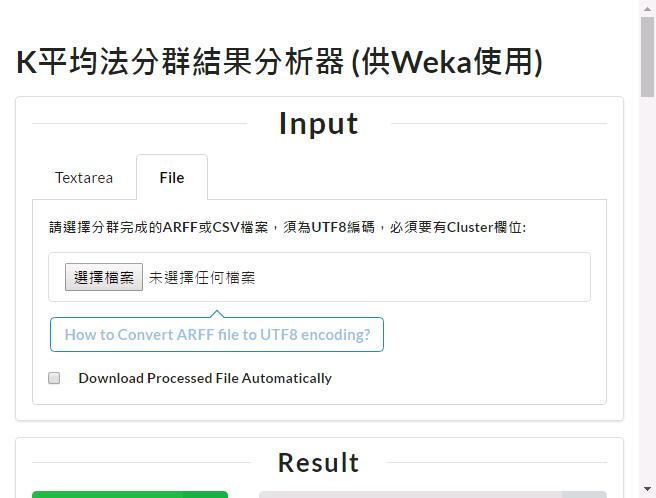 K平均法分群結果分析器 (供Weka使用)
Input
Textarea
File
請選擇分群完成的ARFF或CSV檔案，須為UTF8編碼，必須要有Cluster欄位:
選擇檔案 未選擇任何檔案
How to Convert ARFF file to UTF8 encoding?
Download Processed File Automatically
Result